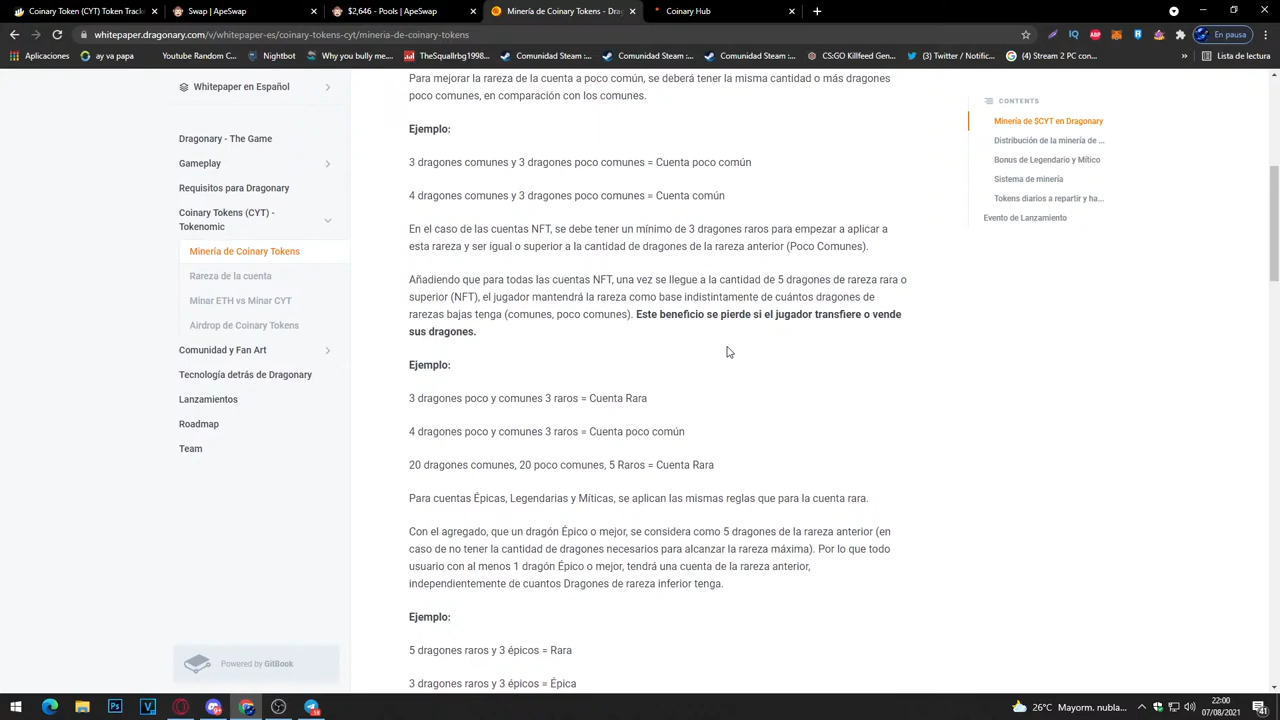 Coinary Token (CYT) Token Track
ApeSwap
$2,646 - Pools | ApeSwap
Minería de Coinary Tokens - Drag
Coinary Hub
whitepaper.dragonary.com/v/whitepaper-es/coinary-tokens-cyt/mineria-de-coinary-tokens
En pausa
Aplicaciones
ay va papa
Youtube Random C...
NightBot
Why you bully me....
TheSquallrbg1998...
Comunidad Steam :...
Comunidad Steam :...
Comunidad Steam :...
CS:GO Killfeed Gen...
(3) Twitter / Notific...
Stream 2 PC con...
Lista de lectura
Whitepaper en Español
Dragonary - The Game
Gameplay
Requisitos para Dragonary
Coinary Tokens (CYT) -
Tokenomic
Minería de Coinary Tokens
Rareza de la cuenta
Minar ETH vs Minar CYT
Airdrop de Coinary Tokens
Comunidad y Fan Art
Tecnología detrás de Dragonary
Lanzamientos
Roadmap
Team
Powered by GitBook
Para mejorar la rareza de la cuenta a poco común, se deberá tener la misma cantidad o más dragones
poco comunes, en comparación con los comunes.
Ejemplo:
3 dragones comunes y 3 dragones poco comunes = Cuenta poco común
4 dragones comunes y 3 dragones poco comunes = Cuenta común
En el caso de las cuentas NFT, se debe tener un mínimo de 3 dragones raros para empezar a aplicar a
esta rareza y ser igual o superior a la cantidad de dragones de la rareza anterior (Poco Comunes).
Añadiendo que para todas las cuentas NFT, una vez se llegue a la cantidad de 5 dragones de rareza rara o
superior (NFT), el jugador mantendrá la rareza como base indistintamente de cuántos dragones de
rarezas bajas tenga (comunes, poco comunes). Este beneficio se pierde si el jugador transfiere o vende
sus dragones.
Ejemplo:
3 dragones poco y comunes 3 raros = Cuenta Rara
4 dragones poco y comunes 3 raros = Cuenta poco común
20 dragones comunes, 20 poco comunes, 5 Raros = Cuenta Rara
Para cuentas Épicas, Legendarias y Míticas, se aplican las mismas reglas que para la cuenta rara.
Con el agregado, que un dragón Épico o mejor, se considera como 5 dragones de la rareza anterior (en
caso de no tener la cantidad de dragones necesarios para alcanzar la rareza máxima). Por lo que todo
usuario con al menos 1 dragón Épico o mejor, tendrá una cuenta de la rareza anterior,
independientemente de cuantos Dragones de rareza inferior tenga.
Ejemplo:
5 dragones raros y 3 épicos = Rara
3 dragones raros y 3 épicos = Épica
CONTENTS
Minería de $CYT en Dragonary
Distribución de la minería de ...
Bonus de Legendario y Mítico
Sistema de minería
Tokens diarios a repartir y ha...
Evento de Lanzamiento
26°C Mayorm. nubla...
22:00
07/08/2021